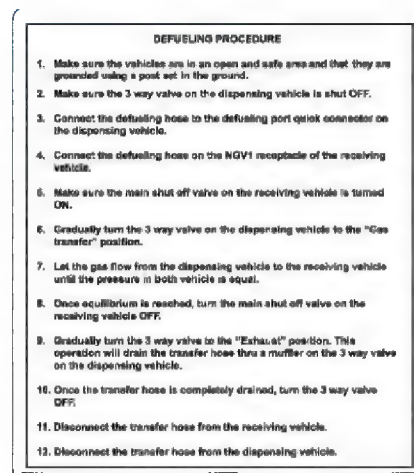 DEFUELING PROCEDURE
1. Make sure the vehicles are in an open and safe area and that they are
grounded using a post set in the ground.
2. Make sure the 3 way valve on the dispensing vehicle is shut OFF.
3. Connect the defueling hose to the defueling port quick connector on
the dispensing vehicle.
4. Connect the defueling hose on the NGV1 receptacle of the receiving
vehicle.
5. Make sure the main shut off valve on the receiving vehicle is turned
ON.
6. Gradually turn the 3 way valve on the dispensing vehicle to the "Gas
transfer" position.
7. Let the gas flow from the dispensing vehicle to the receiving vehicle
until the pressure in both vehicle is equal.
8. Once equilibrium is reached, turn the main shut off valve on the
receiving vehicle OFF.
9. Gradually turn the 3 way valve to the "Exhaust" position. This
operation will drain the transfer hose thru a muffler on the 3 way valve
on the dispensing vehicle.
10. Once the transfer hose is completely drained, turn the 3 way valve
OFF.
11. Disconnect the transfer hose from the receiving vehicle.
12. Disconnect the transfer hose from the dispensing vehicle.